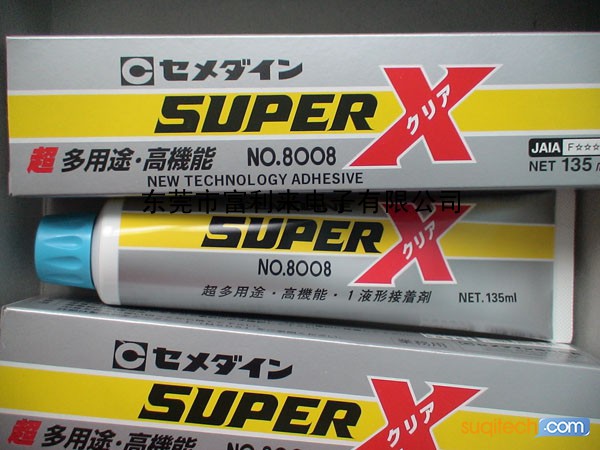 セメダイン
SUPER X
クリア
超 多用途・高機能 NO.8008
JAIA F☆☆☆
NET 135
NEW TECHNOLOGY ADHESIVE
东莞市富利来电子有限公司
SUPER X
クリア
NO.8008
超多用途・高機能・1液形接着剤
NET.135ml
セメダイン
SUPER X
クリア
超 多用途・高機能 NO.8008
suqitech.com